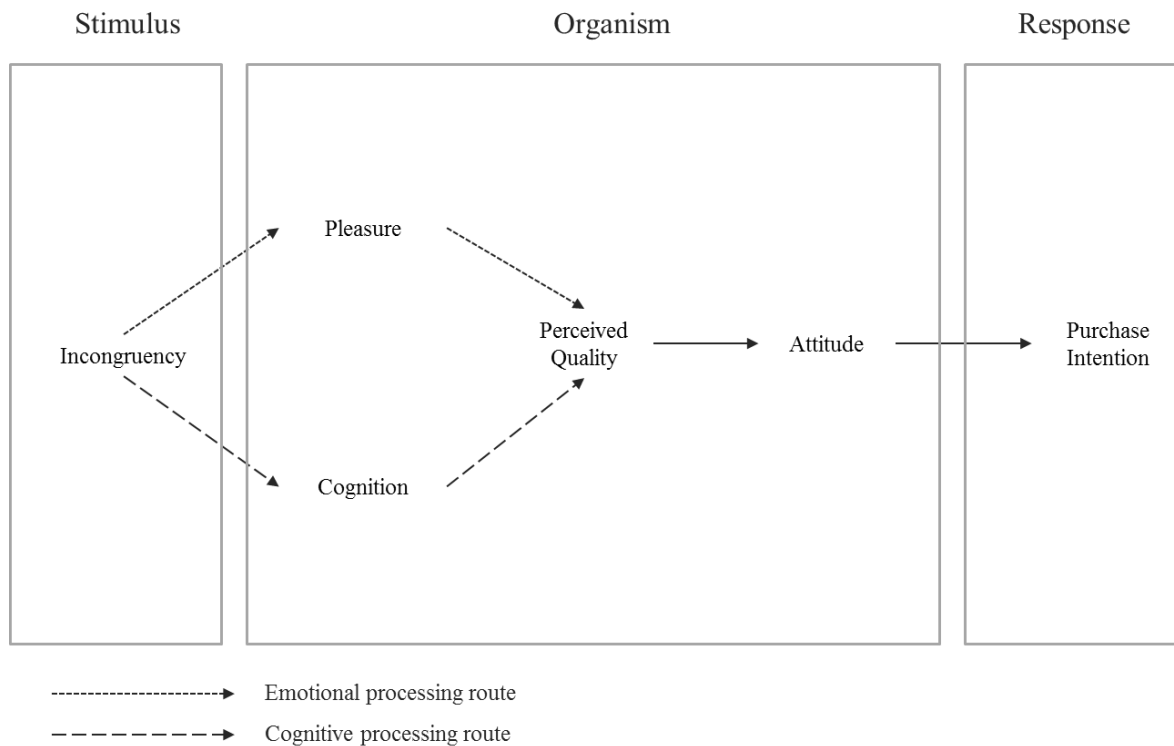 Stimulus
Organism
Response
Pleasure
Incongruency
Perceived
Quality
Attitude
Purchase
Intention
Cognition
Emotional processing route
Cognitive processing route